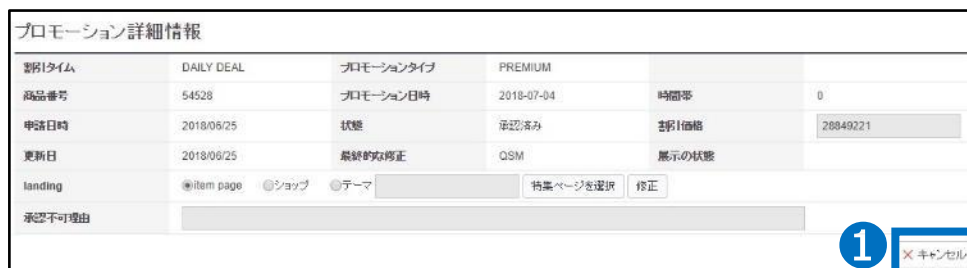 プロモーション詳細情報
割引タイム DAILY DEAL プロモーションタイプ PREMIUM
商品番号 54528 プロモーション日時 2018-07-04 時間帯 0
申請日時 2018/06/25 状態 承認済み 割引価格 28849221
更新日 2018/06/25 最終的な修正 QSM 展示の状態
landing item page ショップ テーマ 特集ページを選択 修正
承認不可理由
1 × キャンセル